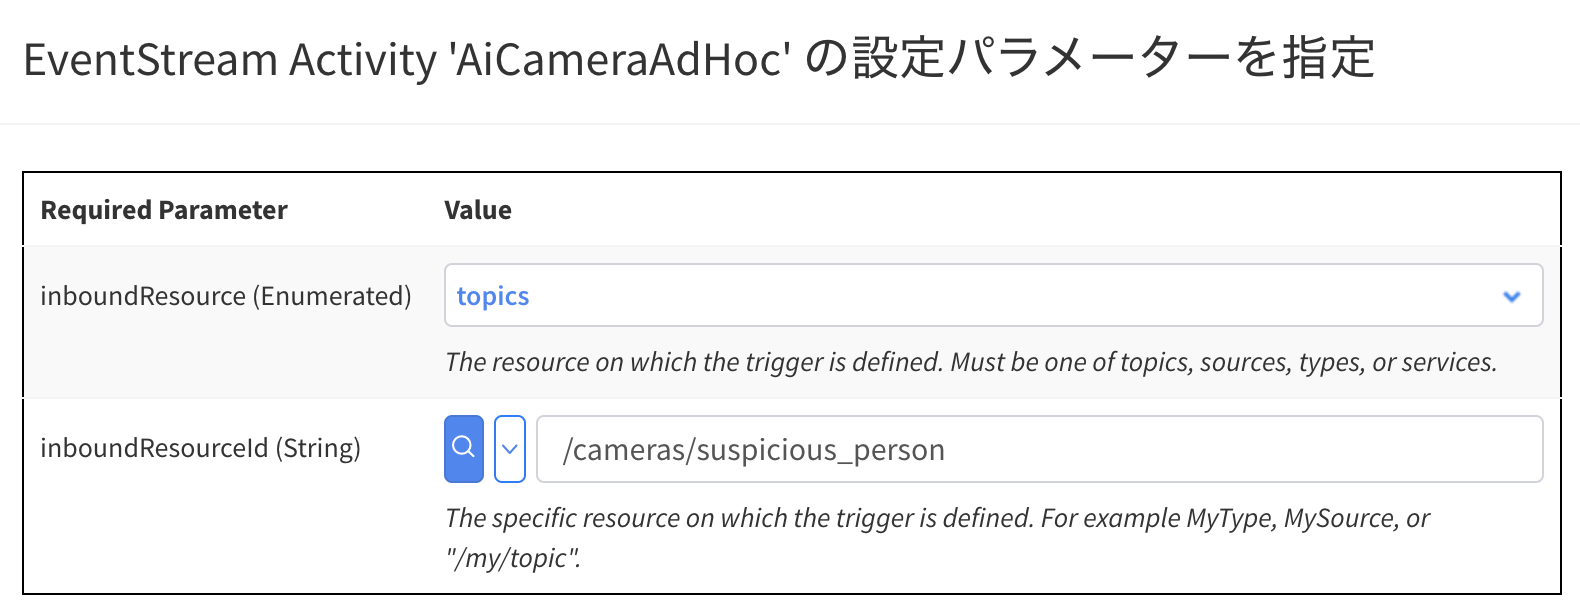 EventStream Activity 'AiCameraAdHoc' の設定パラメーターを指定
Required Parameter Value
inboundResource (Enumerated) topics
The resource on which the trigger is defined. Must be one of topics, sources, types, or services.
inboundResourceId (String) /cameras/suspicious_person
The specific resource on which the trigger is defined. For example MyType, MySource, or
"/my/topic".